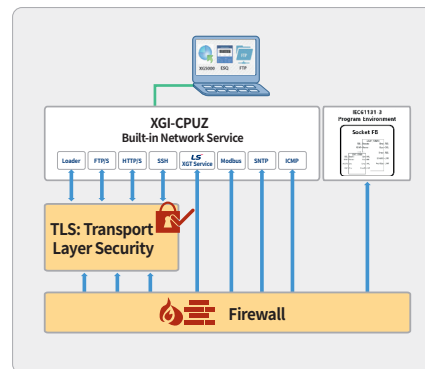 XG5000
FTP
XGI-CPUZ
Built-in Network Service
IEC61131-3
Program Environment
Socket FB
Loader
FTP/S
HTTP/S
SSH
LS
XGT Service
Modbus
SNTP
ICMP
TLS: Transport
Layer Security
Firewall